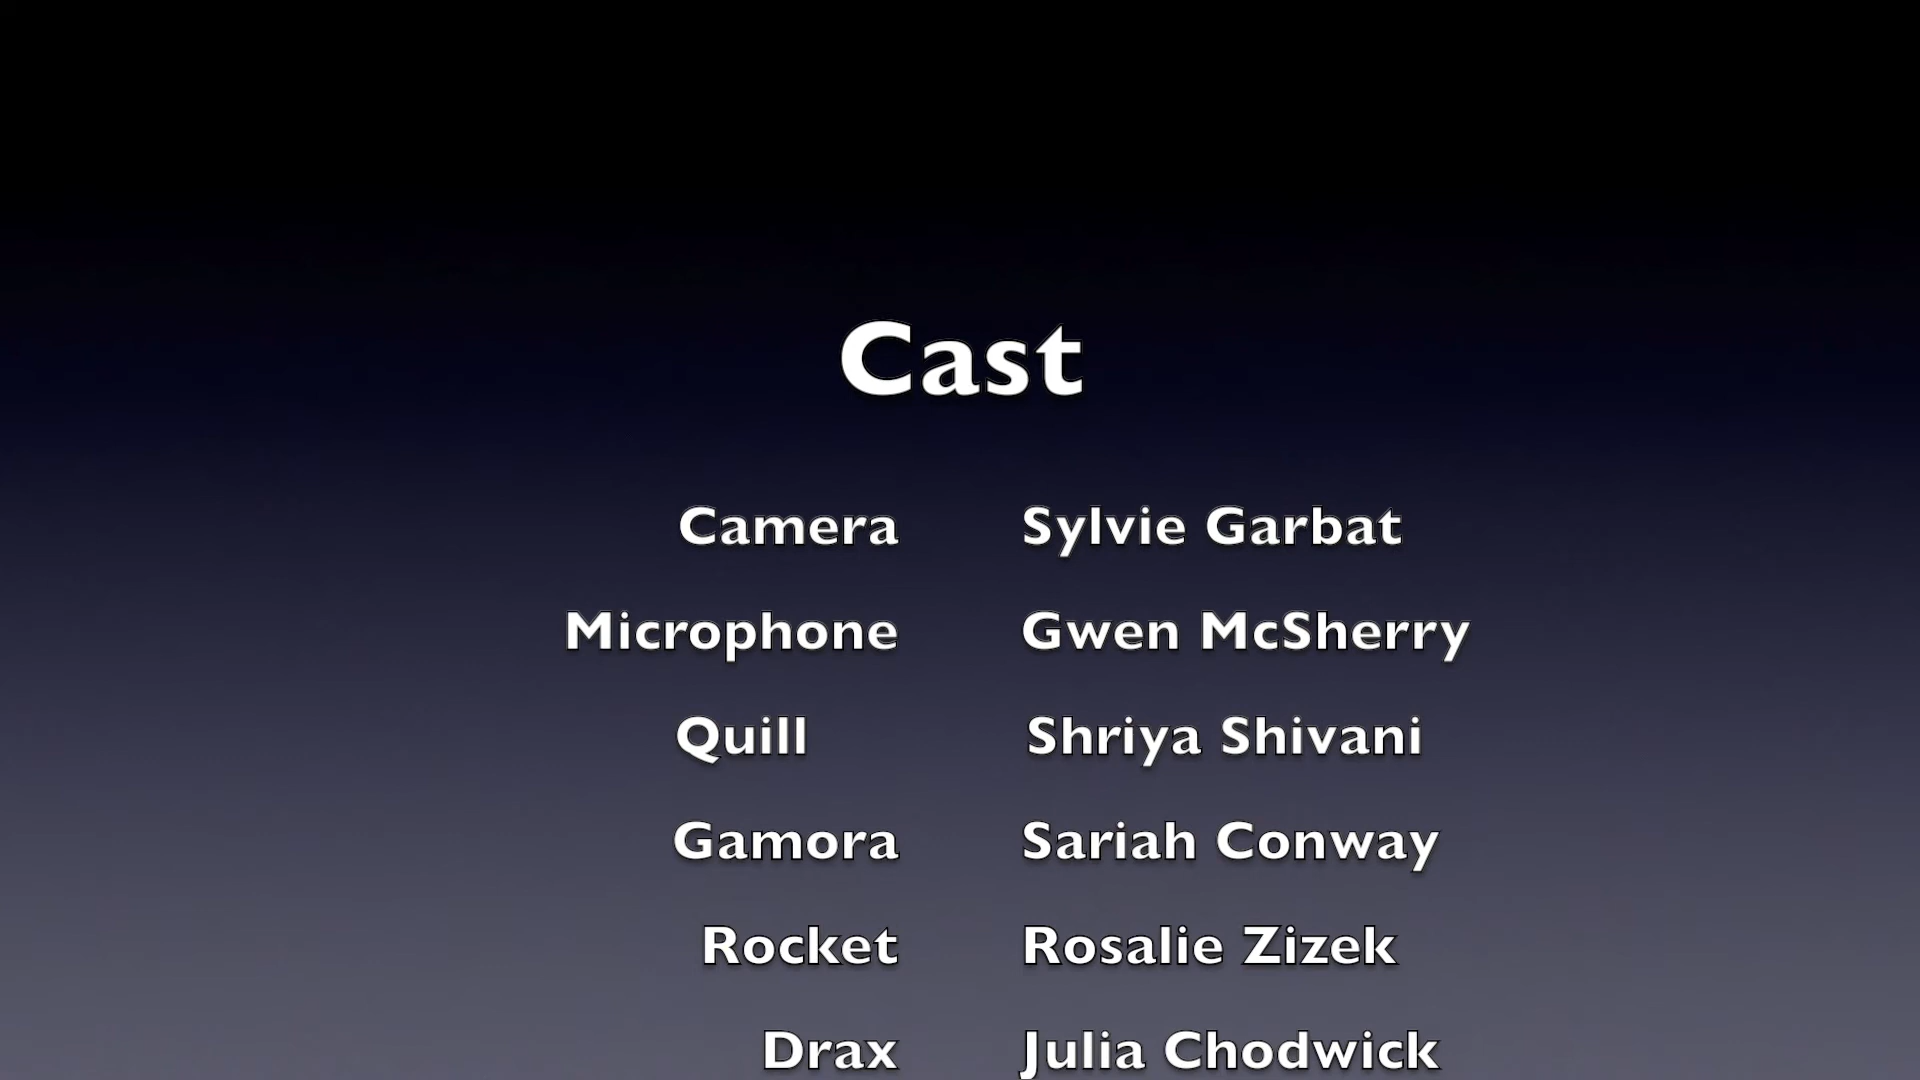 Cast
Camera Sylvie Garbat
Microphone Gwen McSherry
Quill Shriya Shivani
Gamora Sariah Conway
Rocket Rosalie Zizek
Drax Julia Chodwick